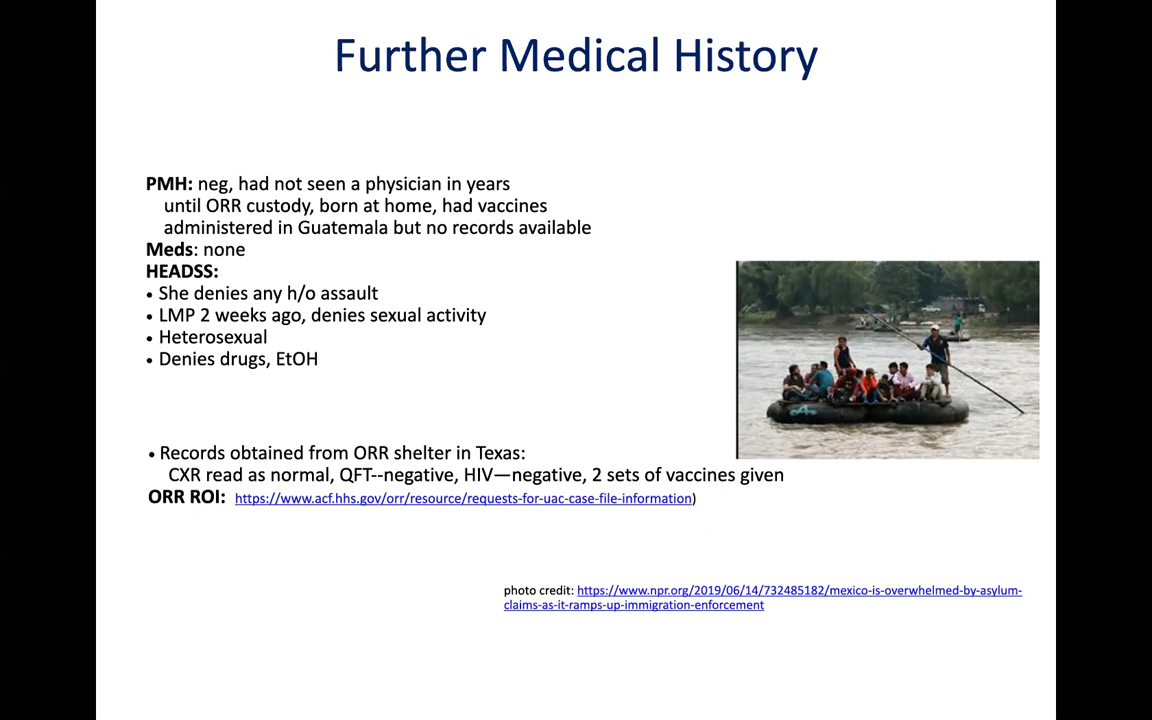 Further Medical History
PMH: neg, had not seen a physician in years
until ORR custody, born at home, had vaccines
administered in Guatemala but no records available
Meds: none
HEADSS:
• She denies any h/o assault
• LMP 2 weeks ago, denies sexual activity
• Heterosexual
• Denies drugs, EtOH
• Records obtained from ORR shelter in Texas:
CXR read as normal, QFT--negative, HIV—negative, 2 sets of vaccines given
ORR ROI: https://www.acf.hhs.gov/orr/resource/requests-for-uac-case-file-information)
photo credit: https://www.npr.org/2019/06/14/732485182/mexico-is-overwhelmed-by-asylum-
claims-as-it-ramps-up-immigration-enforcement